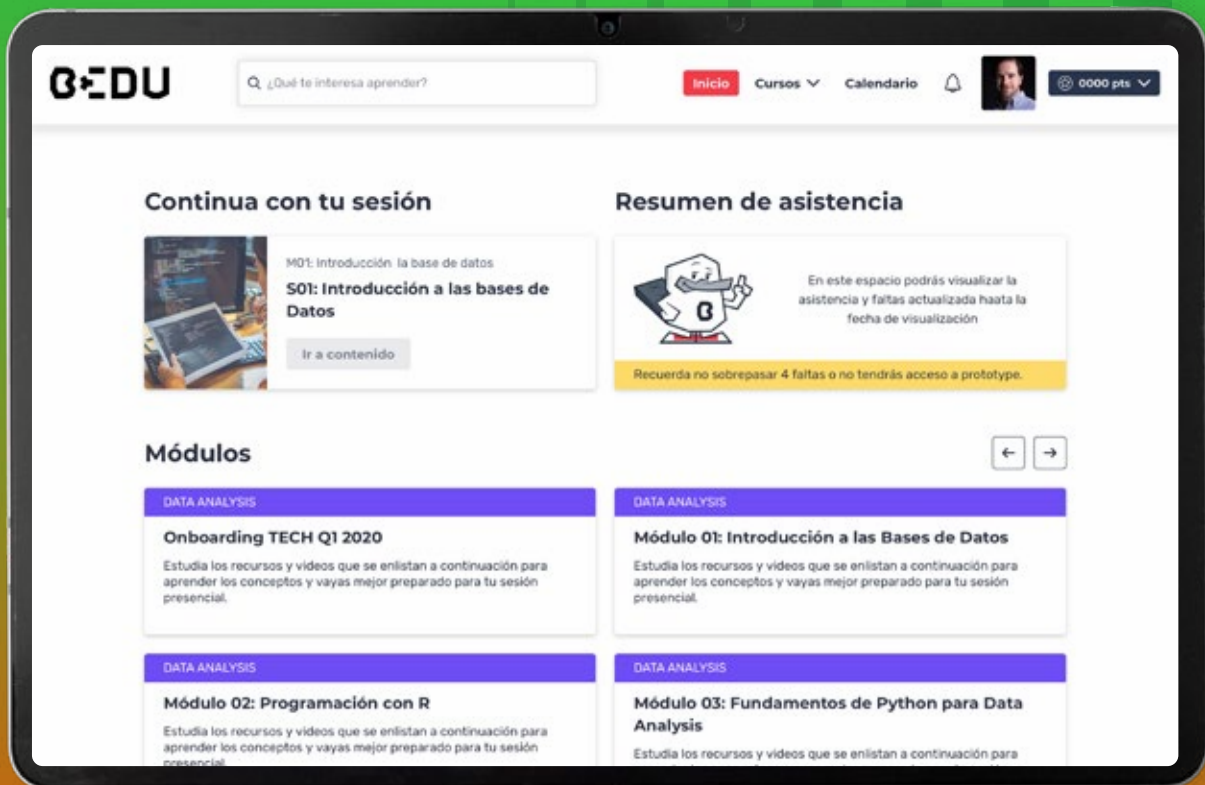 BEDU
¿Qué te interesa aprender?
Inicio
Cursos
Calendario
0000 pts
Continua con tu sesión
M01: Introducción la base de datos
S01: Introducción a las bases de
Datos
Ir a contenido
Resumen de asistencia
B
En este espacio podrás visualizar la
asistencia y faltas actualizada haata la
fecha de visualización
Recuerda no sobrepasar 4 faltas o no tendrás acceso a prototype.
Módulos
DATA ANALYSIS
Onboarding TECH Q1 2020
Estudia los recursos y videos que se enlistan a continuación para
aprender los conceptos y vayas mejor preparado para tu sesión
presencial.
DATA ANALYSIS
Módulo 01: Introducción a las Bases de Datos
Estudia los recursos y videos que se enlistan a continuación para
aprender los conceptos y vayas mejor preparado para tu sesión
presencial.
DATA ANALYSIS
Módulo 02: Programación con R
Estudia los recursos y videos que se enlistan a continuación para
aprender los conceptos y vayas mejor preparado para tu sesión
presencial.
DATA ANALYSIS
Módulo 03: Fundamentos de Python para Data
Analysis
Estudia los recursos y videos que se enlistan a continuación para